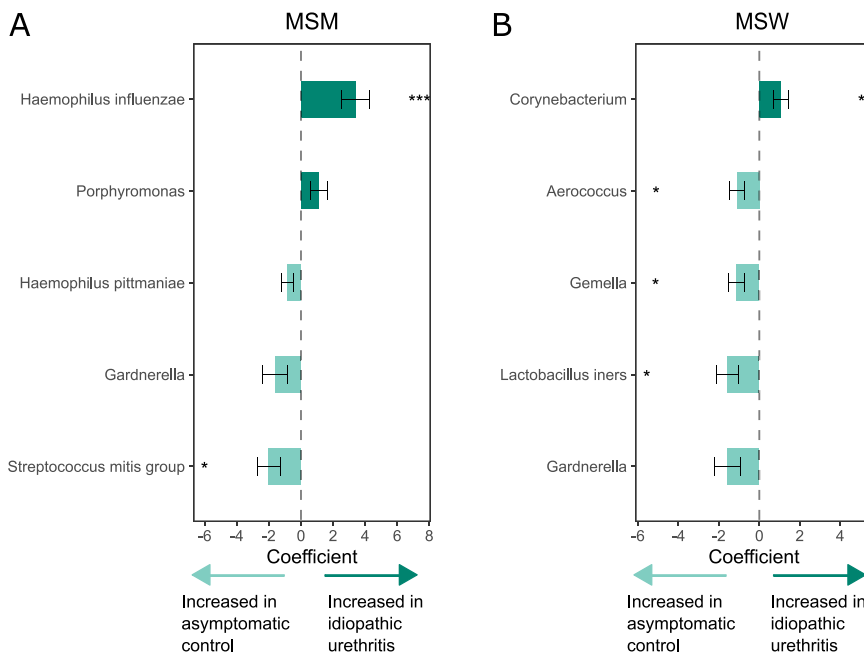 A
MSM
Haemophilus influenzae
***
Porphyromonas
Haemophilus pittmaniae
Gardnerella
Streptococcus mitis group
*
-6 -4 -2 0 2 4 6 8
Coefficient
Increased in
asymptomatic
control
Increased in
idiopathic
urethritis
B
MSW
Corynebacterium
*
Aerococcus
*
Gemella
*
Lactobacillus iners
*
Gardnerella
-6 -4 -2 0 2 4
Coefficient
Increased in
asymptomatic
control
Increased in
idiopathic
urethritis